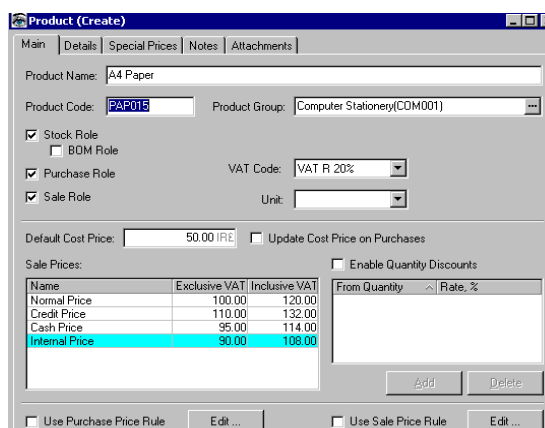 Product (Create)
Main Details Special Prices Notes Attachments
Product Name: A4 Paper
Product Code: PAP015 Product Group: Computer Stationery(COM001) ...
Stock Role
BOM Role
Purchase Role VAT Code: VAT R 20%
Sale Role Unit:
Default Cost Price: 50.00 IR£ Update Cost Price on Purchases
Sale Prices: Enable Quantity Discounts
Name Exclusive VAT Inclusive VAT From Quantity Rate, %
Normal Price 100.00 120.00
Credit Price 110.00 132.00
Cash Price 95.00 114.00
Internal Price 90.00 108.00
Add Delete
Use Purchase Price Rule Edit ... Use Sale Price Rule Edit ...